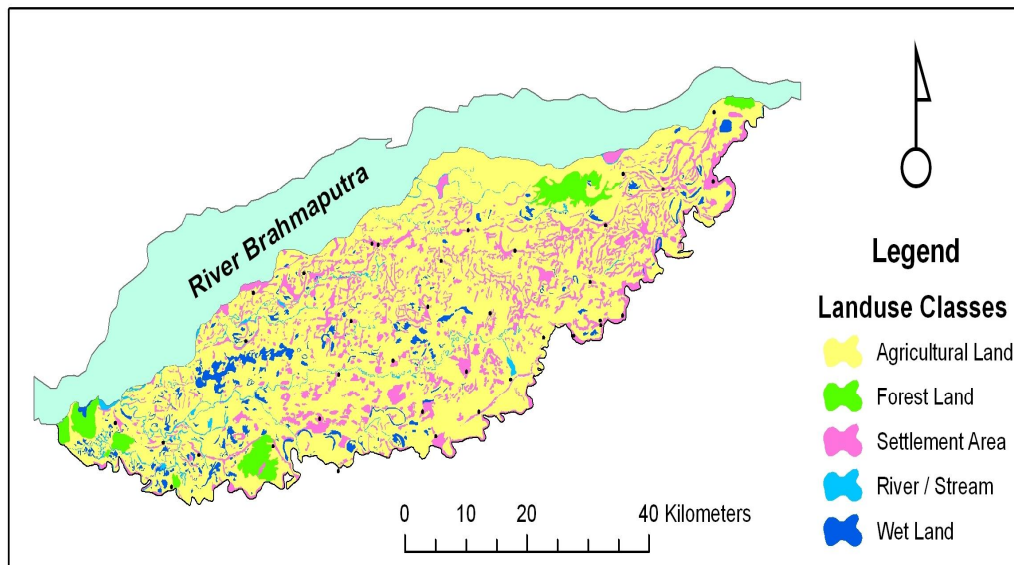 River Brahmaputra
Legend
Landuse Classes
Agricultural Land
Forest Land
Settlement Area
River / Stream
Wet Land
0 10 20 40 Kilometers